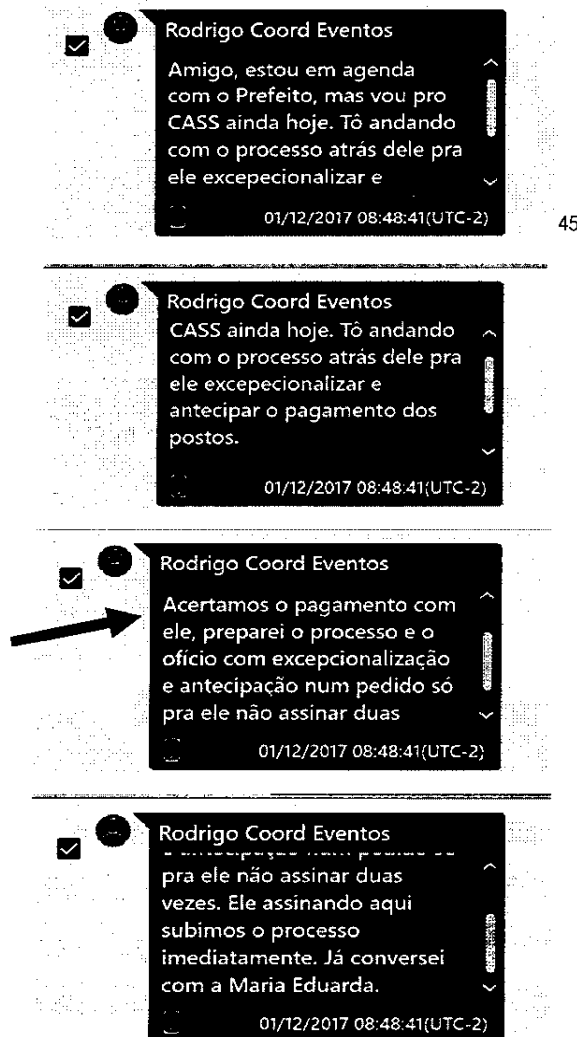 Rodrigo Coord Eventos
Amigo, estou em agenda
com o Prefeito, mas vou pro
CASS ainda hoje. Tô andando
com o processo atrás dele pra
ele excepecionalizar e
01/12/2017 08:48:41(UTC-2)
45
Rodrigo Coord Eventos
CASS ainda hoje. Tô andando
com o processo atrás dele pra
ele excepecionalizar e
antecipar o pagamento dos
postos.
01/12/2017 08:48:41(UTC-2)
Rodrigo Coord Eventos
Acertamos o pagamento com
ele, preparei o processo e o
ofício com excepcionalização
e antecipação num pedido só
pra ele não assinar duas
01/12/2017 08:48:41(UTC-2)
Rodrigo Coord Eventos
pra ele não assinar duas
vezes. Ele assinando aqui
subimos o processo
imediatamente. Já conversei
com a Maria Eduarda.
01/12/2017 08:48:41(UTC-2)